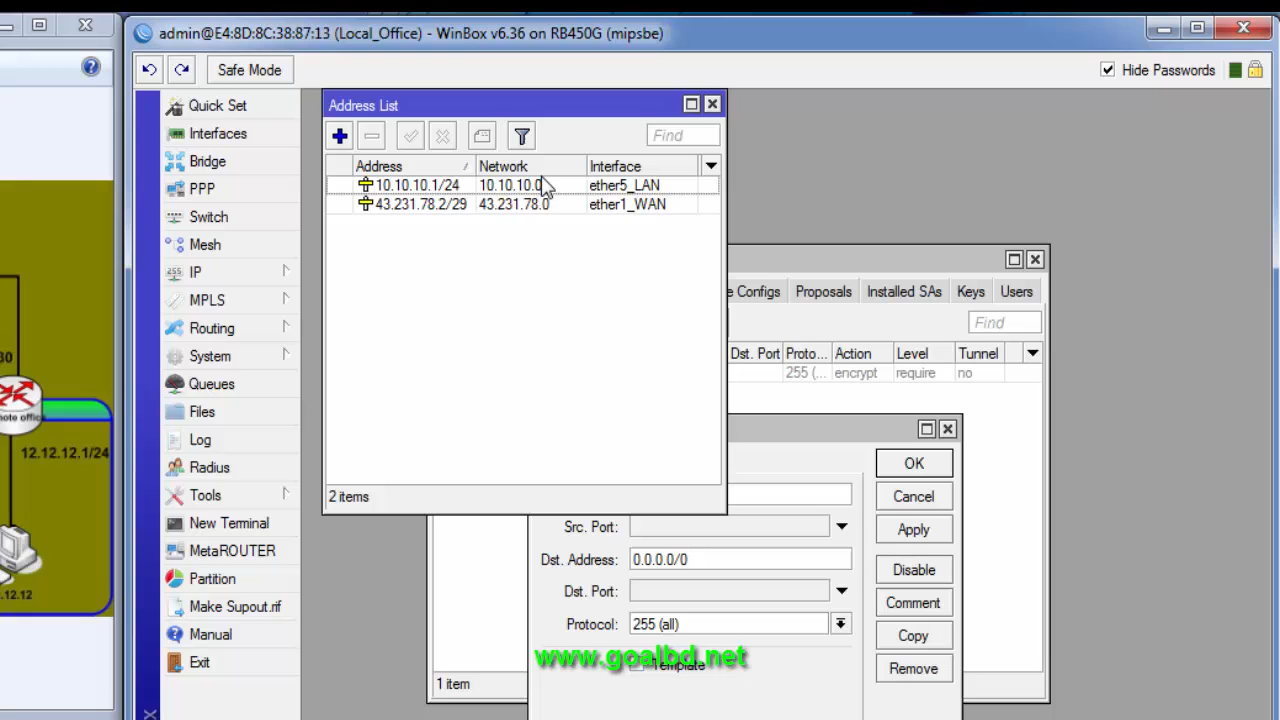 admin@E4:8D:8C:38:87:13 (Local_Office) - WinBox v6.36 on RB450G (mipsbe)
Safe Mode
Hide Passwords
Quick Set
Interfaces
Bridge
PPP
Switch
Mesh
255 IP
MPLS
Routing
System
Queues
Files
Log
Radius
Tools
New Terminal
MetaROUTER
Partition
Make Supout.rif
Manual
Exit
Address List
Find
Address Network Interface
10.10.10.1/24 10.10.10.0 ether5_LAN
43.231.78.2/29 43.231.78.0 ether1_WAN
2 items
e Configs Proposals Installed SAs Keys Users
Find
Dst. Port Proto... Action Level Tunnel
255 (... encrypt require no
1 item
Src. Port:
Dst. Address: 0.0.0.0/0
Dst. Port:
Protocol: 255 (all)
Template
OK
Cancel
Apply
Disable
Comment
Copy
Remove
www.goalbd.net
30
mote office
12.12.12.1/24
.12.12